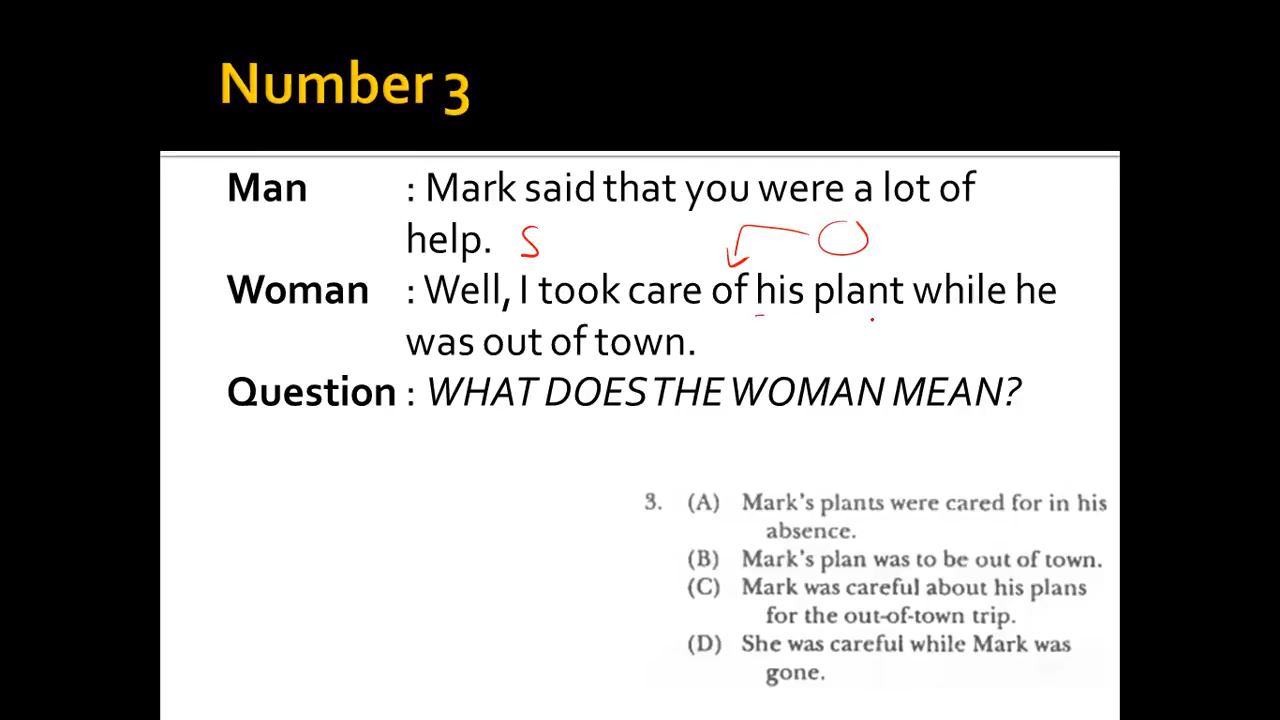 Number 3
Man : Mark said that you were a lot of
help. S
Woman : Well, I took care of his plant while he
was out of town.
Question : WHAT DOES THE WOMAN MEAN?
3. (A) Mark's plants were cared for in his
absence.
(B) Mark's plan was to be out of town.
(C) Mark was careful about his plans
for the out-of-town trip.
(D) She was careful while Mark was
gone.